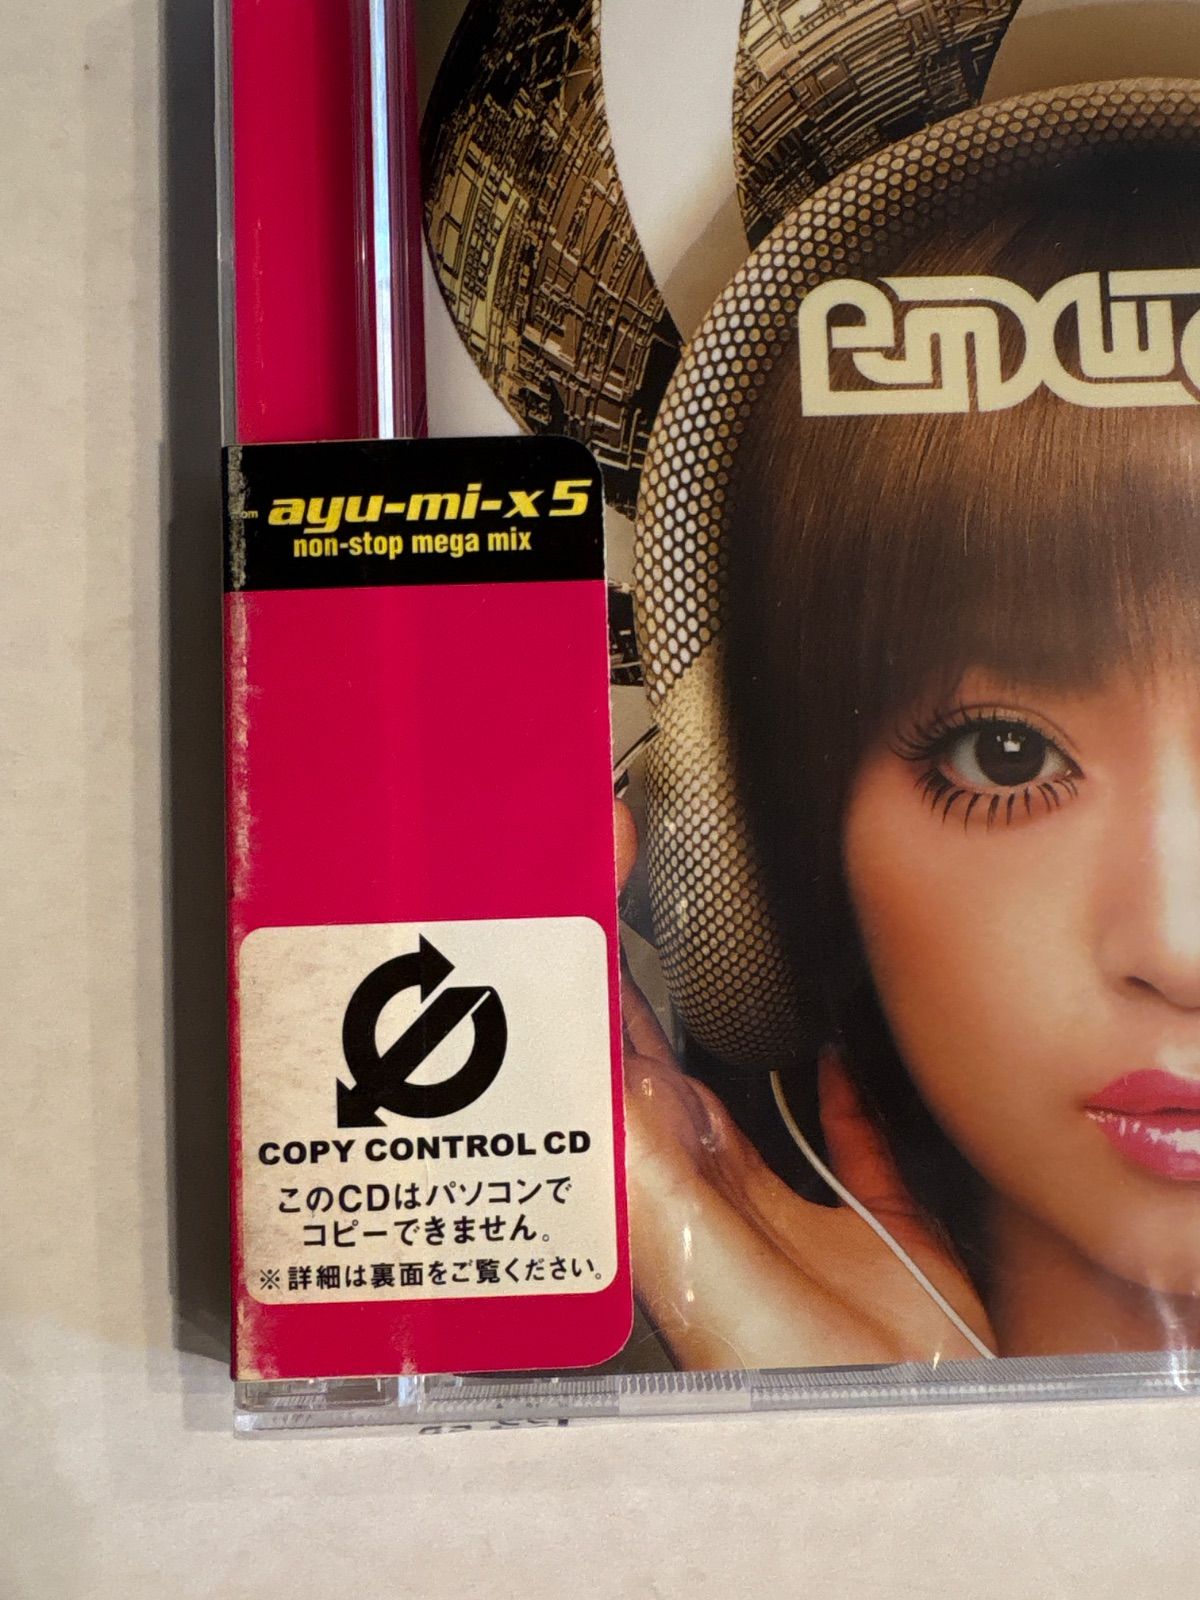 from ayu-mi-x 5
non-stop mega mix
COPY CONTROL CD
このCDはパソコンで
コピーできません。
※詳細は裏面をご覧ください。